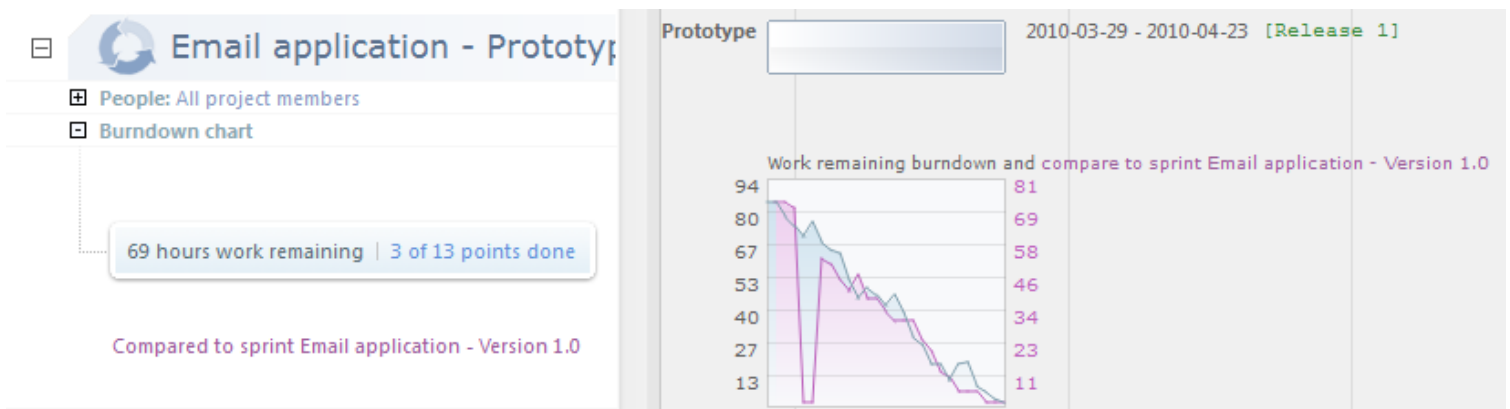 Email application - Prototyp
People: All project members
Burndown chart
69 hours work remaining | 3 of 13 points done
Compared to sprint Email application - Version 1.0
Prototype
2010-03-29 - 2010-04-23 [Release 1]
Work remaining burndown and compare to sprint Email application - Version 1.0
94 81
80 69
67 58
53 46
40 34
27 23
13 11